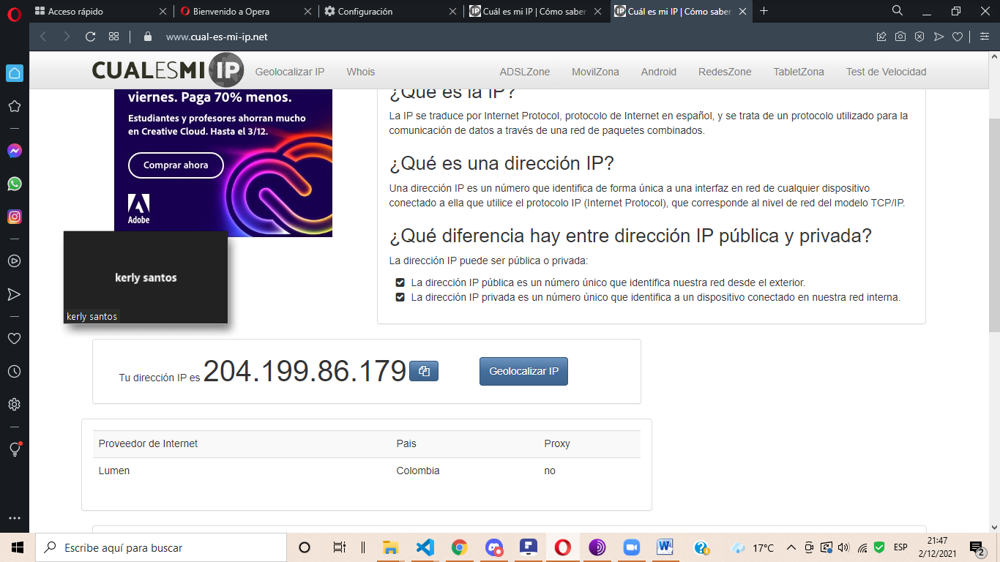 Acceso rápido
Bienvenido a Opera
Configuración
Cuál es mi IP | Cómo saber
Cuál es mi IP | Cómo saber
www.cual-es-mi-ip.net
CUALESMI IP
Geolocalizar IP
Whois
ADSLZone
MovilZona
Android
RedesZone
TabletZona
Test de Velocidad
viernes. Paga 70% menos.
Estudiantes y profesores ahorran mucho
en Creative Cloud. Hasta el 3/12.
Comprar ahora
Adobe
¿Qué es la IP?
La IP se traduce por Internet Protocol, protocolo de Internet en español, y se trata de un protocolo utilizado para la
comunicación de datos a través de una red de paquetes combinados.
¿Qué es una dirección IP?
Una dirección IP es un número que identifica de forma única a una interfaz en red de cualquier dispositivo
conectado a ella que utilice el protocolo IP (Internet Protocol), que corresponde al nivel de red del modelo TCP/IP.
¿Qué diferencia hay entre dirección IP pública y privada?
La dirección IP puede ser pública o privada:
La dirección IP pública es un número único que identifica nuestra red desde el exterior.
La dirección IP privada es un número único que identifica a un dispositivo conectado en nuestra red interna.
kerly santos
kerly santos
Tu dirección IP es 204.199.86.179
Geolocalizar IP
Proveedor de Internet
Pais
Proxy
Lumen
Colombia
no
Escribe aquí para buscar
17°C
ESP
21:47
2/12/2021
2